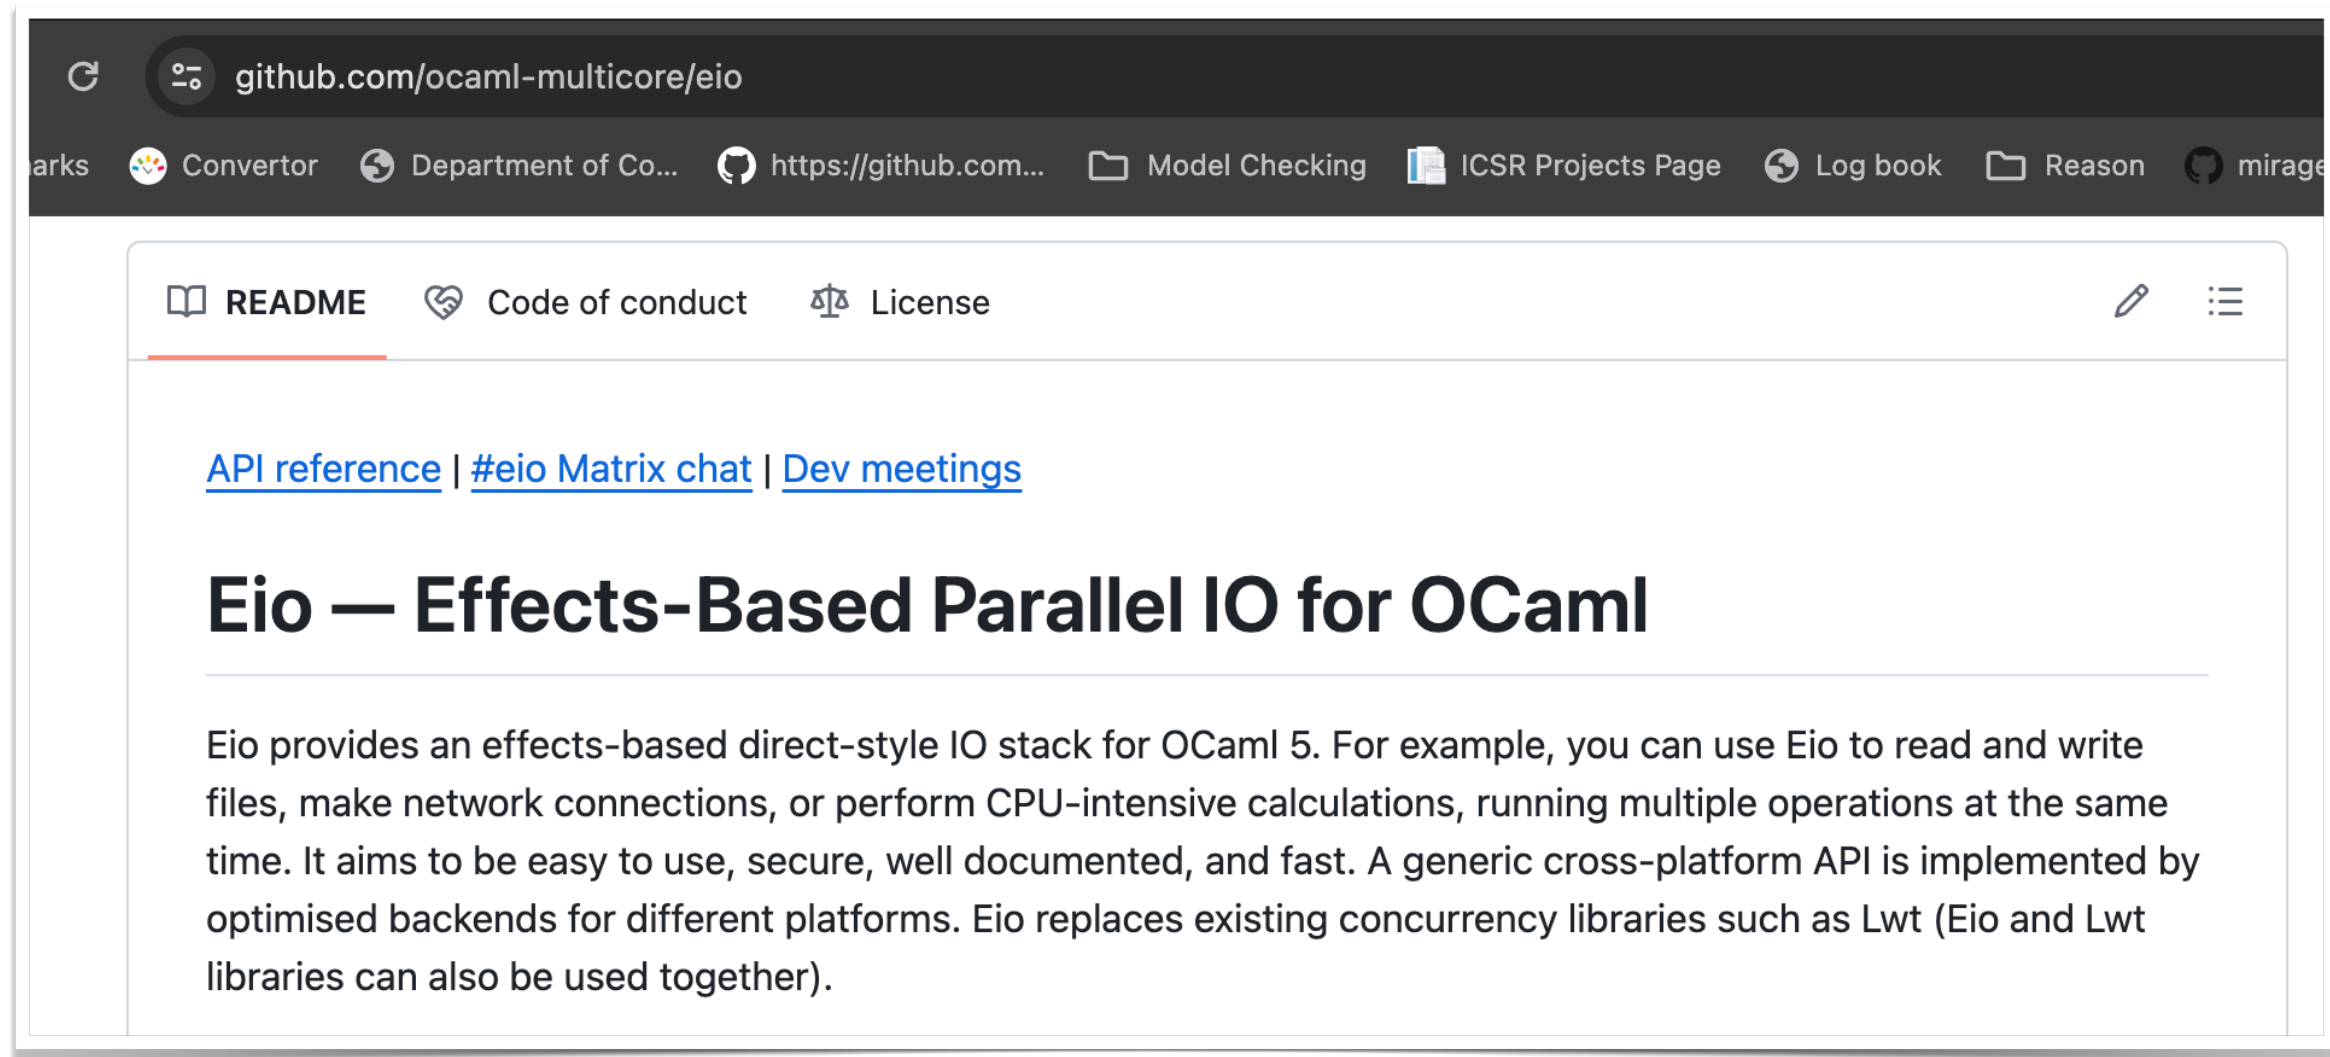 github.com/ocaml-multicore/eio
arks Convertor Department of Co... https://github.com... Model Checking ICSR Projects Page Log book Reason mirage
README Code of conduct License
API reference | #eio Matrix chat | Dev meetings
Eio — Effects-Based Parallel IO for OCaml
Eio provides an effects-based direct-style IO stack for OCaml 5. For example, you can use Eio to read and write
files, make network connections, or perform CPU-intensive calculations, running multiple operations at the same
time. It aims to be easy to use, secure, well documented, and fast. A generic cross-platform API is implemented by
optimised backends for different platforms. Eio replaces existing concurrency libraries such as Lwt (Eio and Lwt
libraries can also be used together).